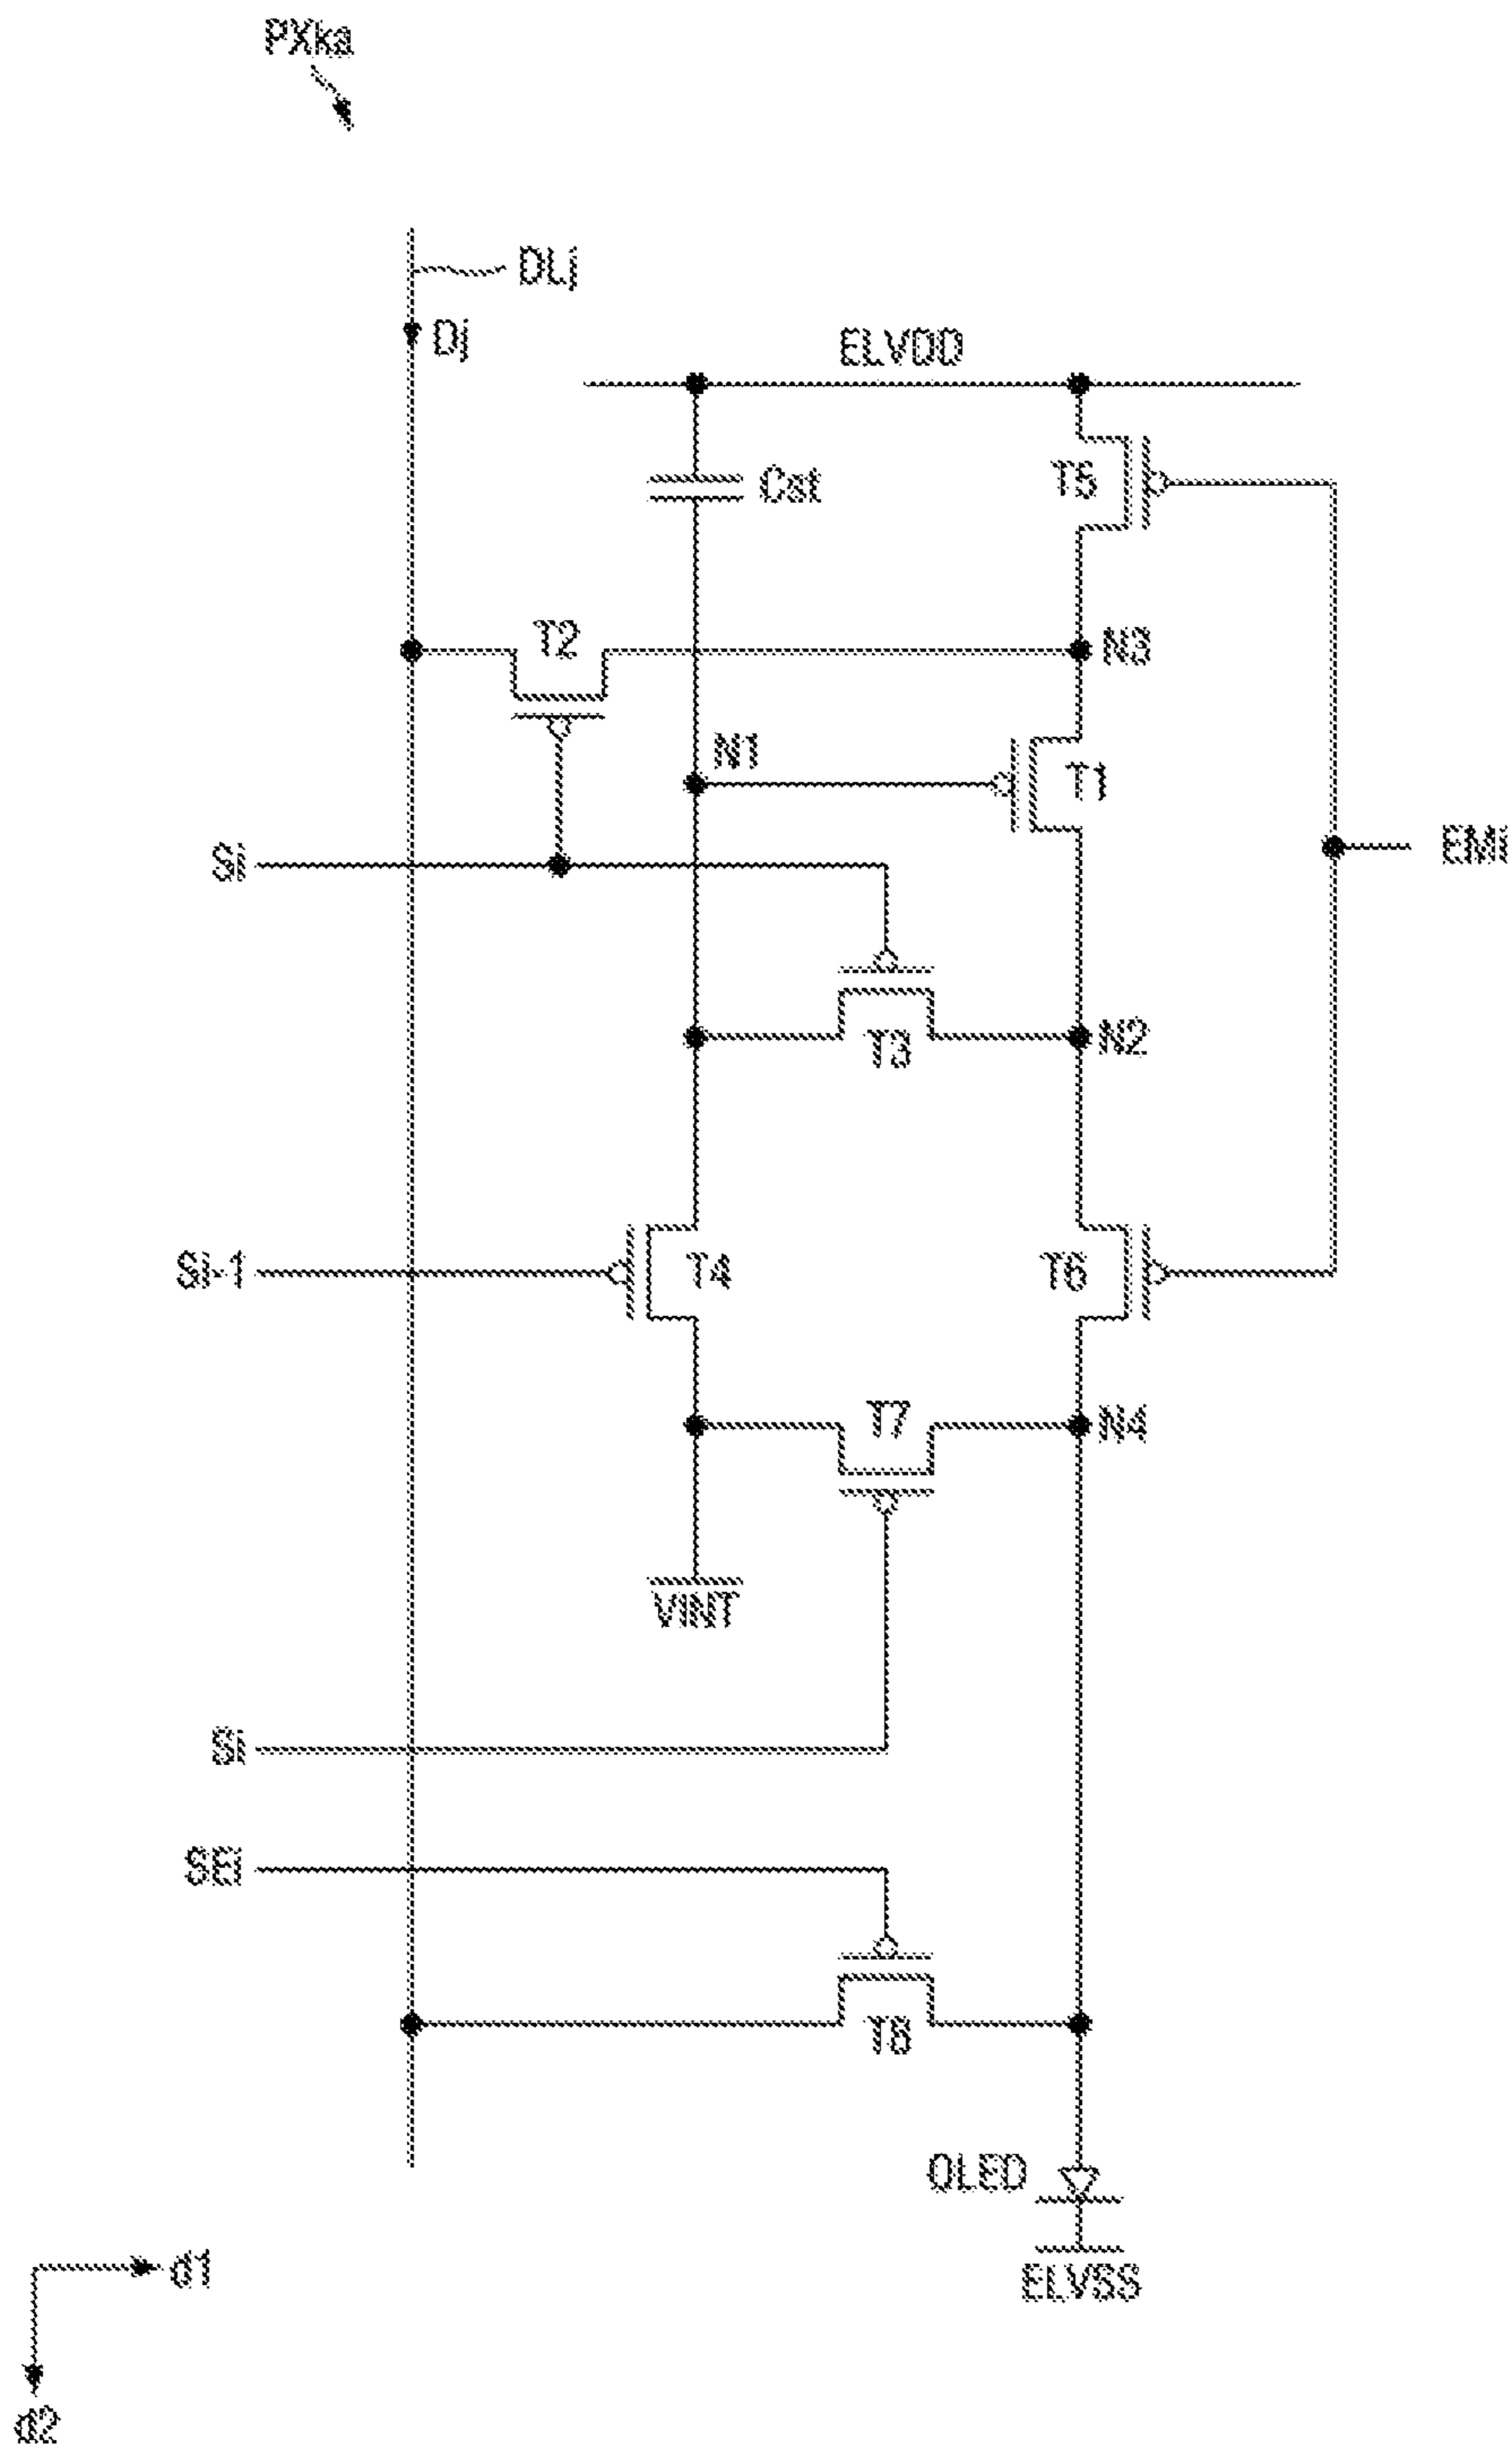 PXka
DLj
Dj
ELVDD
Cst
T5
T2
N3
N1
T1
Si
EMi
T3
N2
Si-1
T4
T6
T7
N4
VINT
Si
SEi
T8
OLED
ELVSS
d1
d2